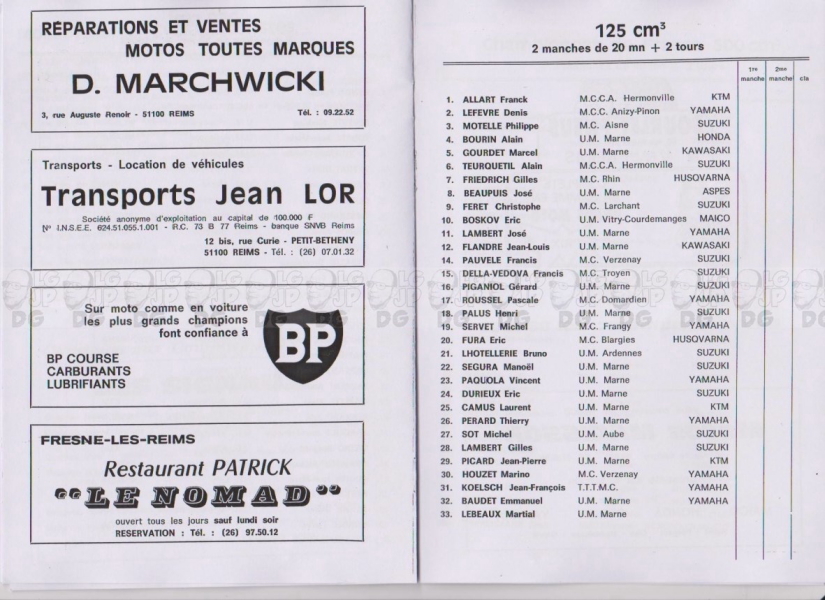 RÉPARATIONS ET VENTES
MOTOS TOUTES MARQUES
D. MARCHWICKI
3, rue Auguste Renoir - 51100 REIMS Tél. : 09.22.52
Transports - Location de véhicules
Transports Jean LOR
Société anonyme d'exploitation au capital de 100.000 F
N° I.N.S.E.E. 624.51.055.1.001 - R.C. 73 B 77 Reims - banque SNVB Reims
12 bis, rue Curie - PETIT-BETHENY
51100 REIMS - Tél. : (26) 07.01.32
Sur moto comme en voiture
les plus grands champions
font confiance à
BP
BP COURSE
CARBURANTS
LUBRIFIANTS
FRESNE-LES-REIMS
Restaurant PATRICK
"LE NOMAD"
ouvert tous les jours sauf lundi soir
RESERVATION : Tél. : (26) 97.50.12
125 cm³
2 manches de 20 mn + 2 tours
1re manche 2me manche cla
1. ALLART Franck M.C.C.A. Hermonville KTM
2. LEFEVRE Denis M.C.C. Anizy-Pinon YAMAHA
3. MOTELLE Philippe M.C. Aisne SUZUKI
4. BOURIN Alain U.M. Marne HONDA
5. GOURDET Marcel U.M. Marne KAWASAKI
6. TEURQUETIL Alain M.C.C.A. Hermonville SUZUKI
7. FRIEDRICH Gilles M.C. Rhin HUSQVARNA
8. BEAUPUIS José U.M. Marne ASPES
9. FERET Christophe M.C. Larchant SUZUKI
10. BOSKOV Eric U.M. Vitry-Courdemanges MAICO
11. LAMBERT José U.M. Marne YAMAHA
12. FLANDRE Jean-Louis U.M. Marne KAWASAKI
14. PAUVELE Francis M.C. Verzenay SUZUKI
15. DELLA-VEDOVA Francis M.C. Troyen SUZUKI
16. PIGANIOL Gérard U.M. Marne SUZUKI
17. ROUSSEL Pascale M.C. Domardien YAMAHA
18. PALUS Henri U.M. Marne SUZUKI
19. SERVET Michel M.C. Frangy YAMAHA
20. FURA Eric M.C. Blargies HUSQVARNA
21. LHOTELLERIE Bruno U.M. Ardennes SUZUKI
22. SEGURA Manoël U.M. Marne SUZUKI
23. PAQUOLA Vincent U.M. Marne YAMAHA
24. DURIEUX Eric U.M. Marne SUZUKI
25. CAMUS Laurent U.M. Marne KTM
26. PERARD Thierry U.M. Marne YAMAHA
27. SOT Michel U.M. Aube SUZUKI
28. LAMBERT Gilles U.M. Marne SUZUKI
29. PICARD Jean-Pierre U.M. Marne KTM
30. HOUZET Marino M.C. Verzenay YAMAHA
31. KOELSCH Jean-François T.T.T.M.C. YAMAHA
32. BAUDET Emmanuel U.M. Marne YAMAHA
33. LEBEAUX Martial U.M. Marne